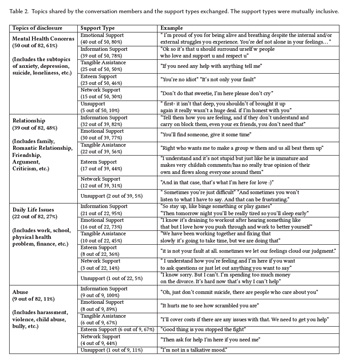 Table 2. Topics shared by the conversation members and the support types exchanged. The support types were mutually inclusive.
Topics of disclosure Support Type Example
Mental Health Concerns
(50 out of 82, 61%)
(Includes the subtopics
of anxiety, depression,
suicide, loneliness, etc.)
Emotional Support
(40 out of 50, 80%)
"I'm proud of you for being alive and breathing despite the internal and/or
external struggles you experience. You're def not alone in your feelings…"
Information Support
(39 out of 50, 78%)
"Ok so it's that u should surround urself w people
who love and support u and respect u"
Tangible Assistance
(25 out of 50, 50%)
"If you need any help with anything tell me"
Esteem Support
(23 out of 50, 46%)
"You're no idiot" "It's not only your fault"
Network Support
(15 out of 50, 30%)
"Don't do that sweetie, I'm here please don't cry"
Unsupport
(5 out of 50, 10%)
"first- it isn't that deep, you shouldn't of brought it up
again it really wasn't a huge deal. if I'm honest with you"
Relationship
(39 out of 82, 48%)
(Includes family,
Romantic Relationship,
Friendship,
Argument,
Criticism, etc.)
Information Support
(32 out of 39, 82%)
"Tell them how you are feeling, and if they don't understand and
carry on block them, even your ex friends, you don't need that"
Emotional Support
(30 out of 39, 77%)
"You'll find someone, give it some time"
Tangible Assistance
(22 out of 39, 56%)
"Right who wants me to make a group w them and us all beat them up"
Esteem Support
(17 out of 39, 44%)
"I understand and it's not stupid but just like he is immature and
makes very childish comments/has no really true opinion of their
own and flaws along everyone around them"
Network Support
(12 out of 39, 31%)
"And in that case, that's what I'm here for love :)"
Unsupport (2 out of 39, 5%)
"Sometimes you're just difficult" "And sometimes you won't
listen to what I have to say. And that can be frustrating."
Daily Life Issues
(22 out of 82, 27%)
(Includes work, school,
physical health
problem, finance, etc.)
Information Support
(21 out of 22, 95%)
"So stay up, like binge something or play games"
"Then tomorrow night you'll be really tired so you'll sleep early"
Emotional Support
(16 out of 22, 73%)
"I know ifs draining to workout after hearing something like
that but I love how you push through and work to better yourself"
Tangible Assistance
(10 out of 22, 45%)
"We have been working together and fixing that
slowly it's going to take time, but we are doing that"
Esteem Support
(8 out of 22, 36%)
"it is not your fault at all. sometimes we let our feelings cloud our judgment."
Network Support
(3 out of 22, 14%)
"I understand how you're feeling and I'm here if you want
to ask questions or just let out anything you want to say"
Unsupport (1 out of 22, 5%)
"I know sorry. But I can't. I'm spending too much money
on the divorce. It's hard now that's why I can't help"
Abuse
(9 out of 82, 11%)
(Includes harassment,
violence, child abuse,
bully, etc.)
Information Support
(9 out of 9, 100%)
"Oh, just don't commit suicide, there are people who care about you"
Emotional Support
(8 out of 9, 89%)
"It hurts me to see how scrambled you are"
Tangible Assistance
(6 out of 9, 67%)
"I'll cover costs if there are any issues with that. We need to get you help"
Esteem Support (6 out of 9, 67%) "Good thing is you stopped the fight"
Network Support
(4 out of 9, 44%)
"Then ask for help I'm here if you need me"
Unsupport (1 out of 9, 11%) "I'm not in a talkative mood."